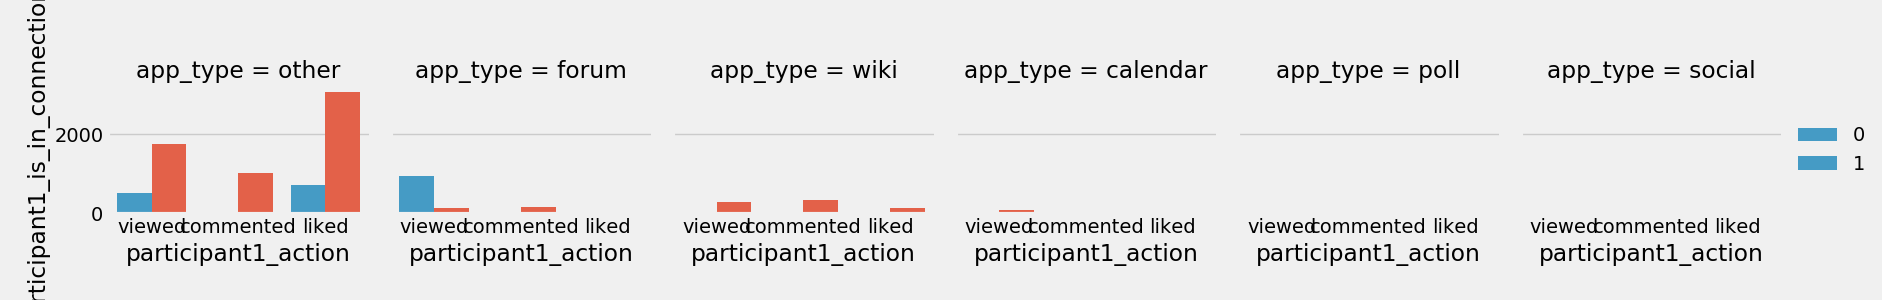 app_type = other
app_type = forum
app_type = wiki
app_type = calendar
app_type = poll
app_type = social
2000
0
viewed commented liked
viewed commented liked
viewed commented liked
viewed commented liked
viewed commented liked
viewed commented liked
participant1_action
participant1_action
participant1_action
participant1_action
participant1_action
participant1_action
0
1